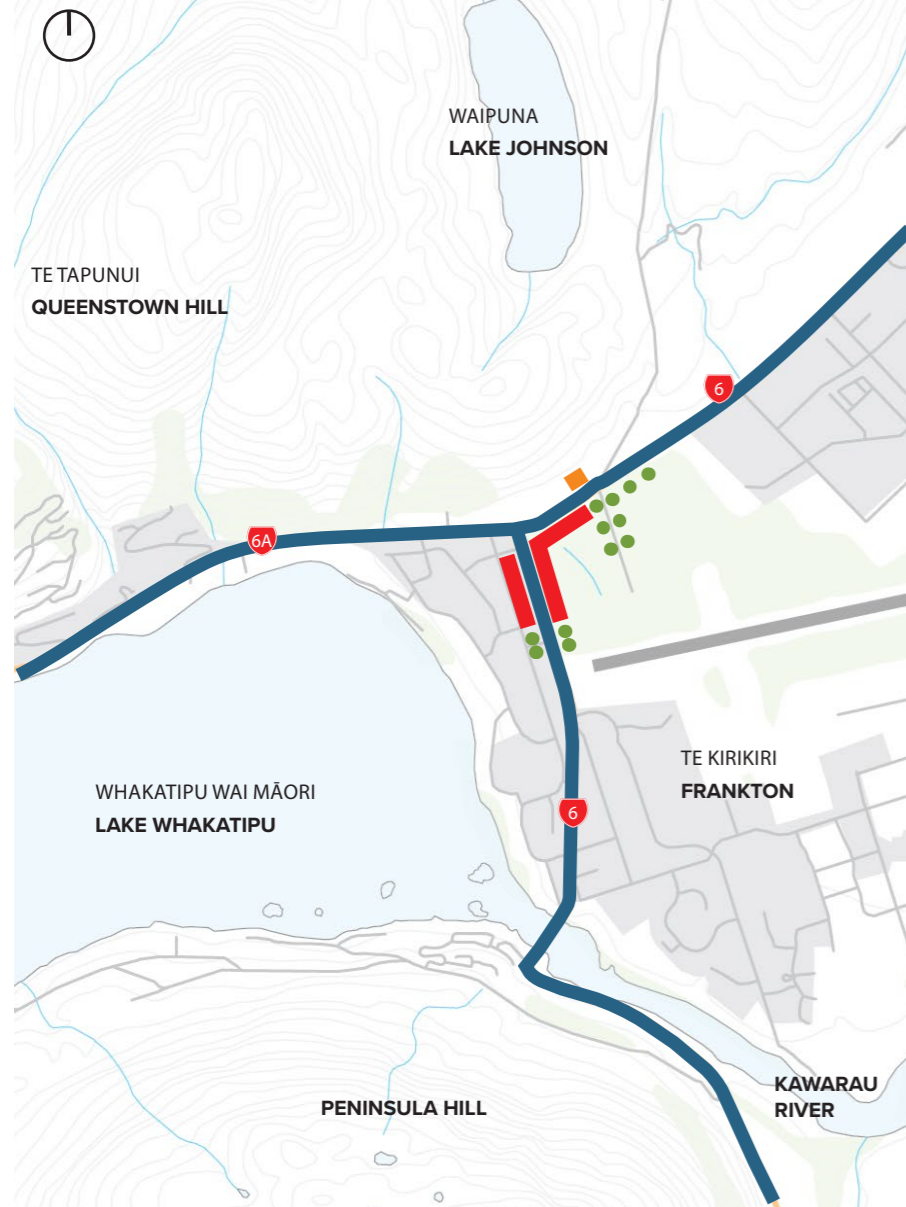 WAIPUNA
LAKE JOHNSON
TE TAPUNUI
QUEENSTOWN HILL
6
6A
TE KIRIKIRI
FRANKTON
WHAKATIPU WAI MĀORI
LAKE WHAKATIPU
6
KAWARAU
RIVER
PENINSULA HILL